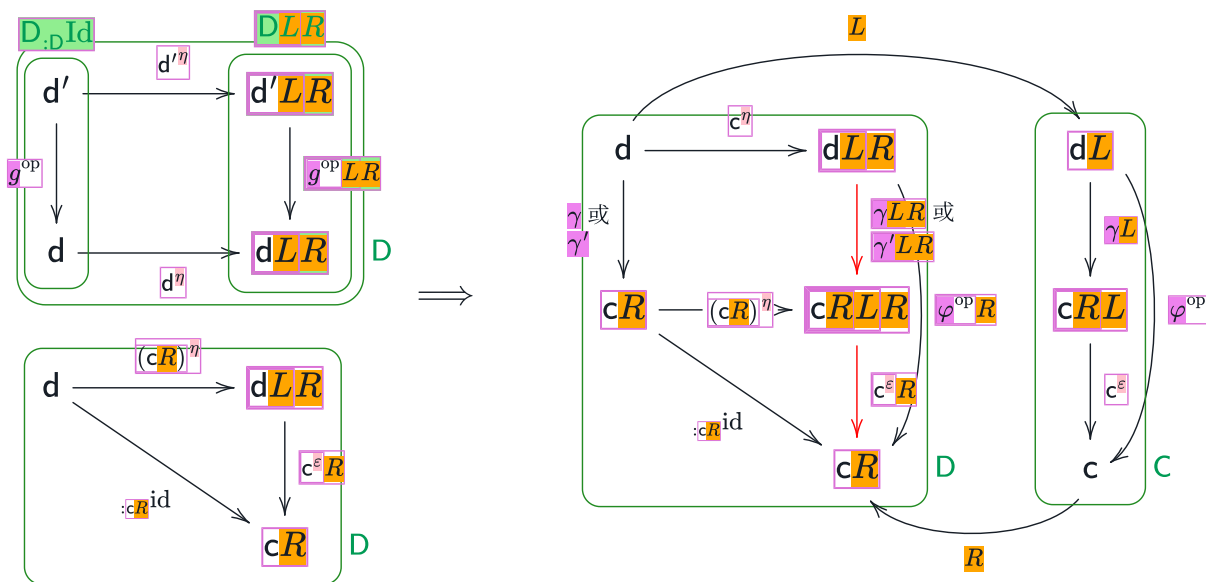 D:DId
DLR
d′η
d′
d′LR
gop
gopLR
d
dLR
D
dη
⟹
(cR)η
d
dLR
cεR
:cRid
cR
D
L
cη
d
dLR
dL
γ 或
γ′
γLR 或
γ′LR
γL
cR
(cR)η
cRLR
φopR
cRL
φop
cεR
cε
:cRid
cR
D
c
C
R